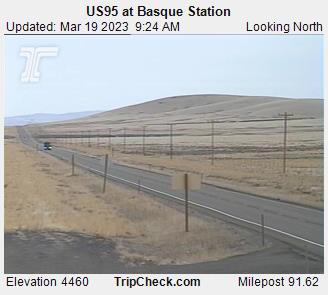 US95 at Basque Station
Updated: Mar 19 2023 9:24 AM Looking North
Elevation 4460 TripCheck.com Milepost 91.62